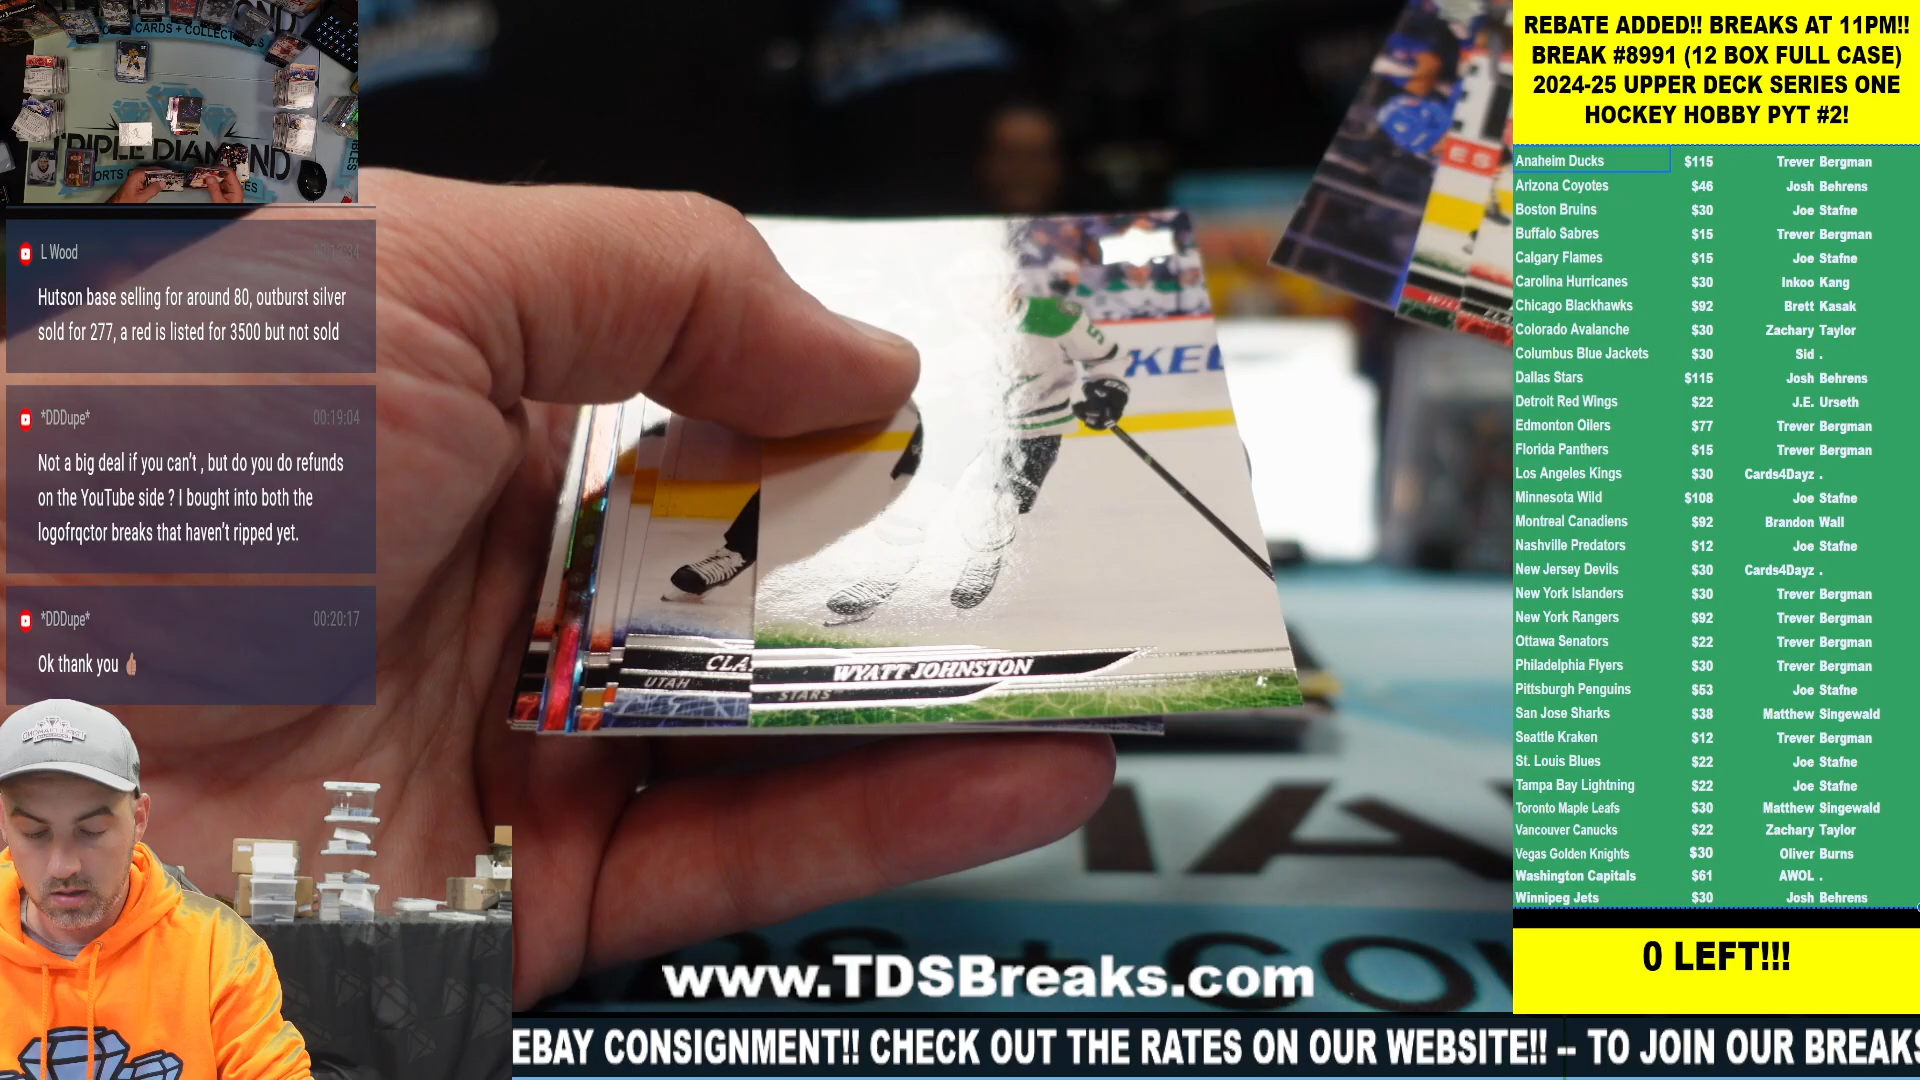 CARDS + COLLECT
TRIPLE DIAMOND
L Wood
Hutson base selling for around 80, outburst silver
sold for 277, a red is listed for 3500 but not sold
*DDDupe* 00:19:04
Not a big deal if you can't , but do you do refunds
on the YouTube side ? I bought into both the
logofrqctor breaks that haven't ripped yet.
*DDDupe* 00:20:17
Ok thank you 👍🏽
ES
CLA
UTAH
WYATT JOHNSTON
STARS
www.TDSBreaks.com
EBAY CONSIGNMENT!! CHECK OUT THE RATES ON OUR WEBSITE!! -- TO JOIN OUR BREAKS
REBATE ADDED!! BREAKS AT 11PM!!
BREAK #8991 (12 BOX FULL CASE)
2024-25 UPPER DECK SERIES ONE
HOCKEY HOBBY PYT #2!
Anaheim Ducks $115 Trever Bergman
Arizona Coyotes $46 Josh Behrens
Boston Bruins $30 Joe Stafne
Buffalo Sabres $15 Trever Bergman
Calgary Flames $15 Joe Stafne
Carolina Hurricanes $30 Inkoo Kang
Chicago Blackhawks $92 Brett Kasak
Colorado Avalanche $30 Zachary Taylor
Columbus Blue Jackets $30 Sid .
Dallas Stars $115 Josh Behrens
Detroit Red Wings $22 J.E. Urseth
Edmonton Oilers $77 Trever Bergman
Florida Panthers $15 Trever Bergman
Los Angeles Kings $30 Cards4Dayz .
Minnesota Wild $108 Joe Stafne
Montreal Canadiens $92 Brandon Wall
Nashville Predators $12 Joe Stafne
New Jersey Devils $30 Cards4Dayz .
New York Islanders $30 Trever Bergman
New York Rangers $92 Trever Bergman
Ottawa Senators $22 Trever Bergman
Philadelphia Flyers $30 Trever Bergman
Pittsburgh Penguins $53 Joe Stafne
San Jose Sharks $38 Matthew Singewald
Seattle Kraken $12 Trever Bergman
St. Louis Blues $22 Joe Stafne
Tampa Bay Lightning $22 Joe Stafne
Toronto Maple Leafs $30 Matthew Singewald
Vancouver Canucks $22 Zachary Taylor
Vegas Golden Knights $30 Oliver Burns
Washington Capitals $61 AWOL .
Winnipeg Jets $30 Josh Behrens
0 LEFT!!!